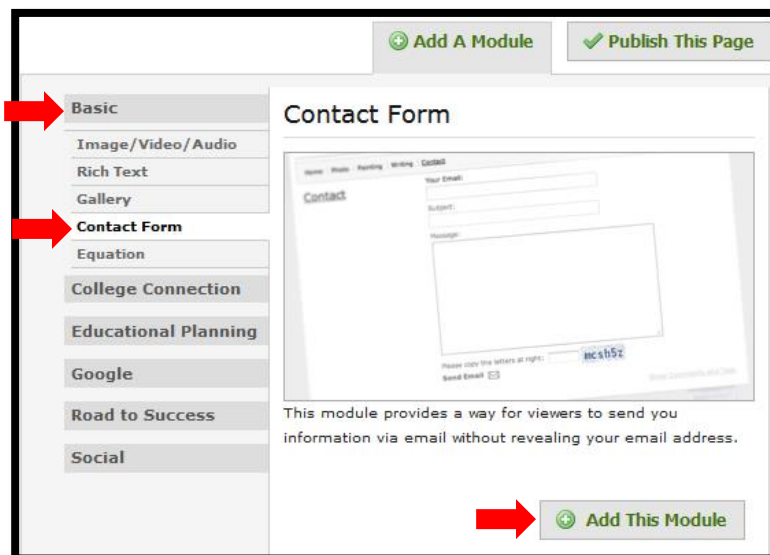 Add A Module
Publish This Page
Basic
Image/Video/Audio
Rich Text
Gallery
Contact Form
Equation
College Connection
Educational Planning
Google
Road to Success
Social
Contact Form
Home Photo Painting Writing Contact
Contact
Your Email:
Subject:
Message:
Please copy the letters at right:
mcsh5z
Send Email
This module provides a way for viewers to send you
information via email without revealing your email address.
Add This Module